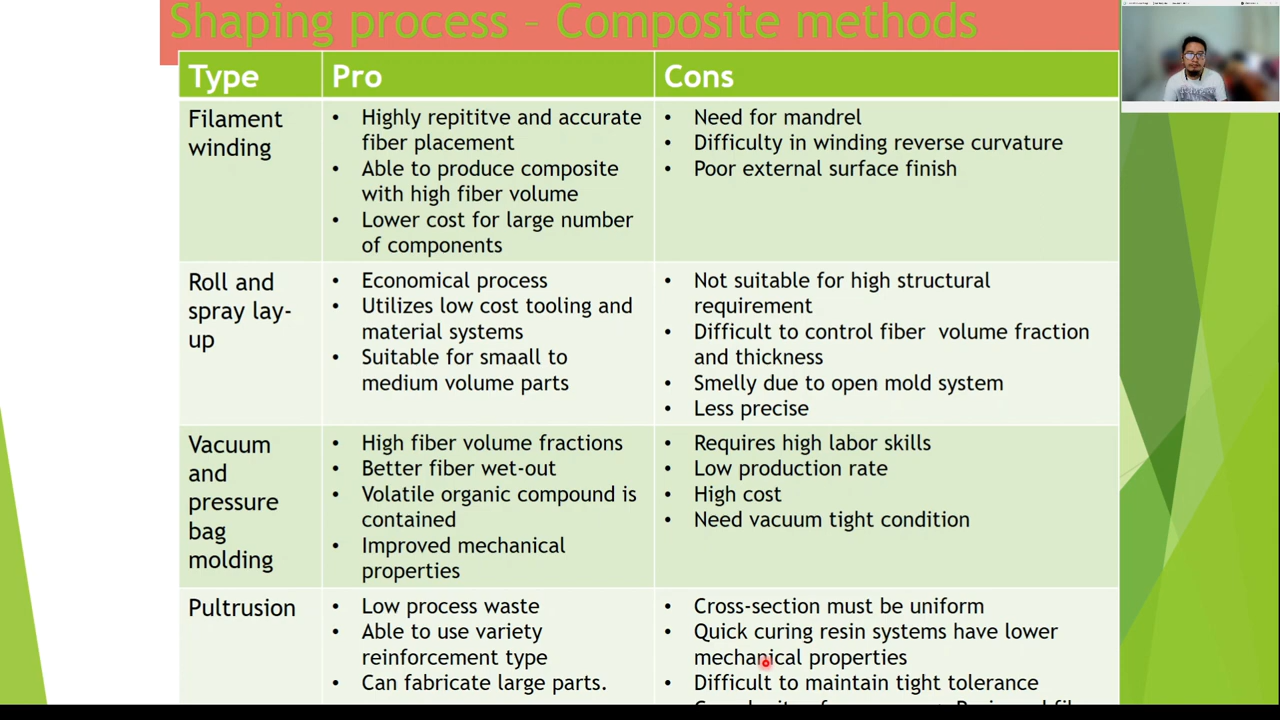 Shaping process – Composite methods
Type
Pro
Cons
Filament
winding
• Highly repititve and accurate
fiber placement
• Able to produce composite
with high fiber volume
• Lower cost for large number
of components
• Need for mandrel
• Difficulty in winding reverse curvature
• Poor external surface finish
Roll and
spray lay-
up
• Economical process
• Utilizes low cost tooling and
material systems
• Suitable for smaall to
medium volume parts
• Not suitable for high structural
requirement
• Difficult to control fiber volume fraction
and thickness
• Smelly due to open mold system
• Less precise
Vacuum
and
pressure
bag
molding
• High fiber volume fractions
• Better fiber wet-out
• Volatile organic compound is
contained
• Improved mechanical
properties
• Requires high labor skills
• Low production rate
• High cost
• Need vacuum tight condition
Pultrusion
• Low process waste
• Able to use variety
reinforcement type
• Can fabricate large parts.
• Cross-section must be uniform
• Quick curing resin systems have lower
mechanical properties
• Difficult to maintain tight tolerance